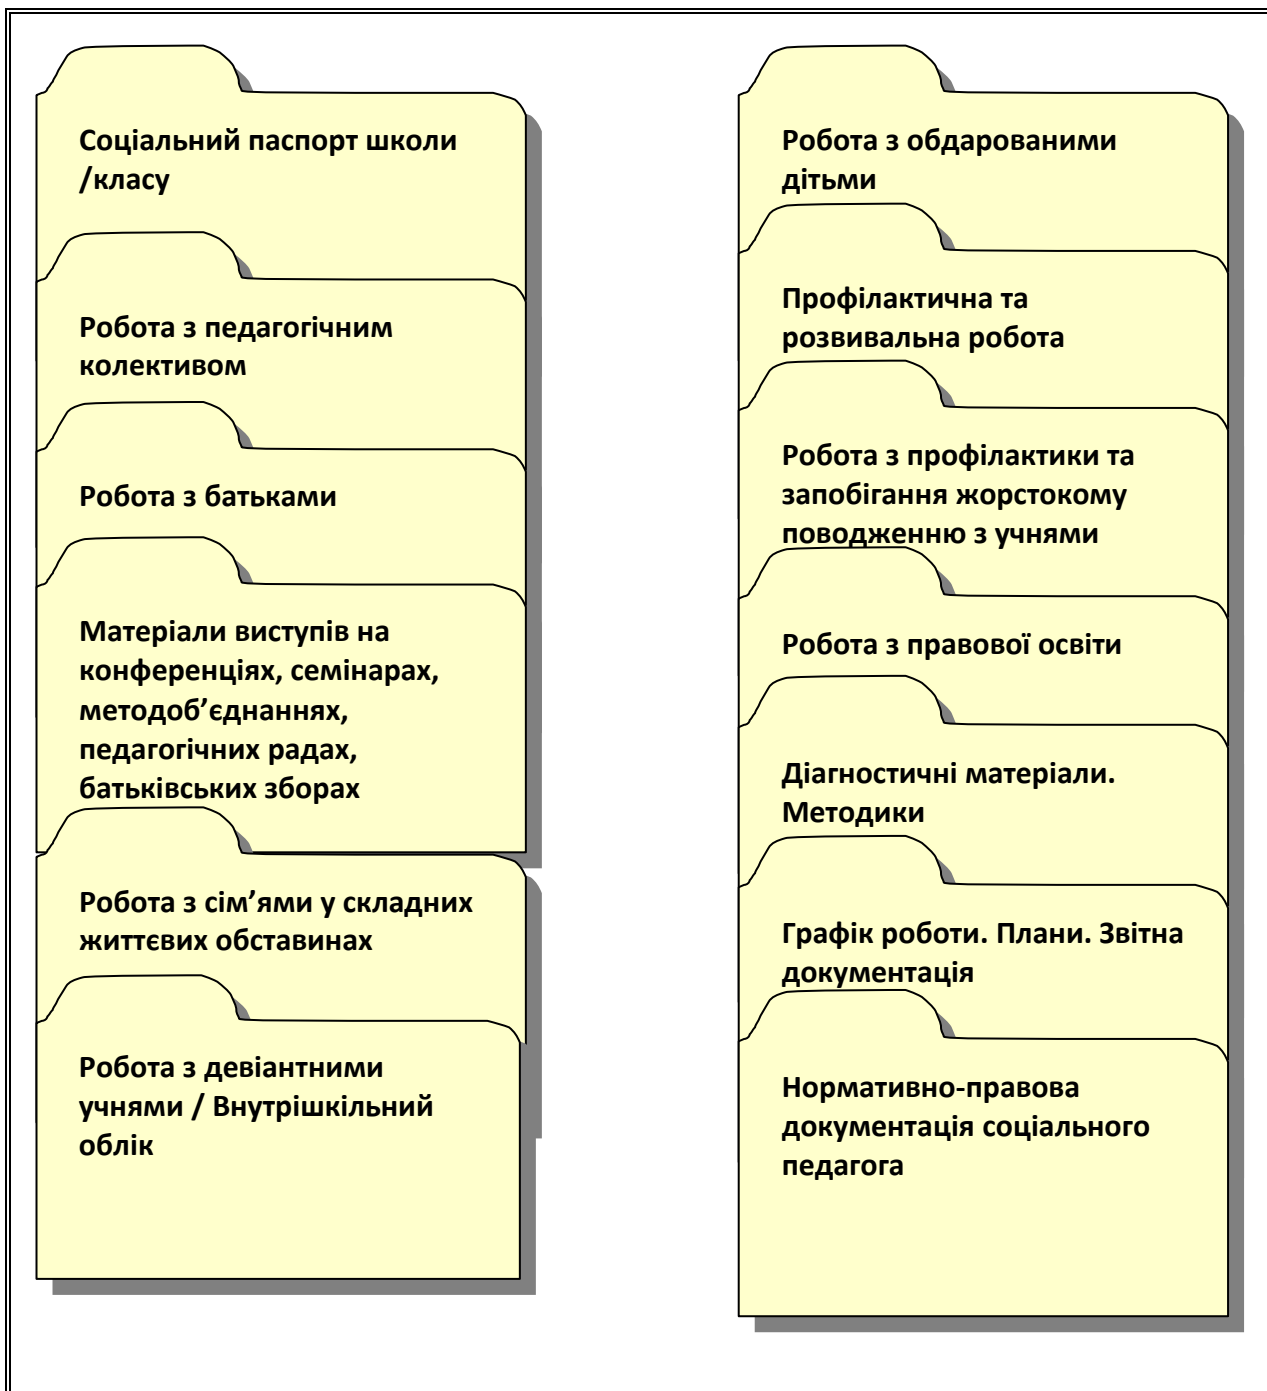 Соціальний паспорт школи
/класу
Робота з педагогічним
колективом
Робота з батьками
Матеріали виступів на
конференціях, семінарах,
методоб’єднаннях,
педагогічних радах,
батьківських зборах
Робота з сім’ями у складних
життєвих обставинах
Робота з девіантними
учнями / Внутрішкільний
облік
Робота з обдарованими
дітьми
Профілактична та
розвивальна робота
Робота з профілактики та
запобігання жорстокому
поводженню з учнями
Робота з правової освіти
Діагностичні матеріали.
Методики
Графік роботи. Плани. Звітна
документація
Нормативно-правова
документація соціального
педагога